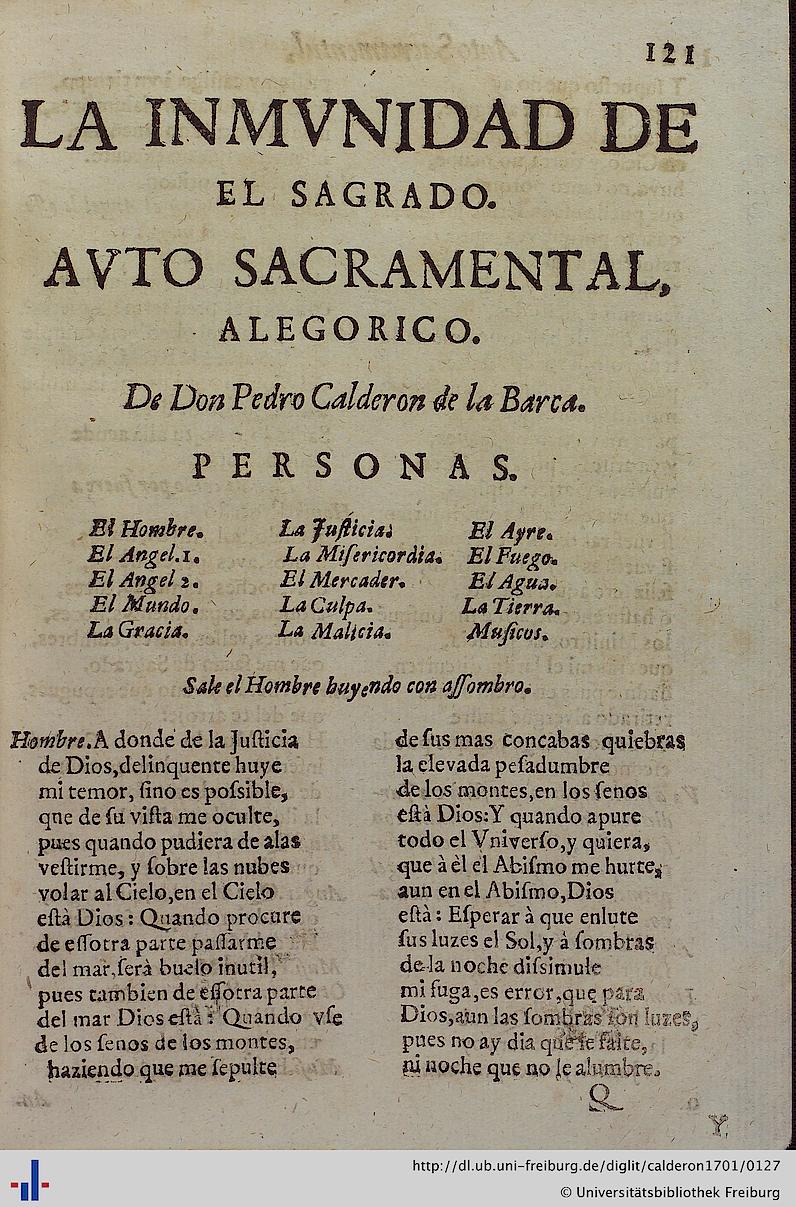 121
LA INMVNIDAD DE
EL SAGRADO.
AVTO SACRAMENTAL,
ALEGORICO.
De Don Pedro Calderon de la Barca.
PERSONAS.
El Hombre.
El Angel.1.
El Angel 2.
El Mundo.
La Gracia.
La Juſticia.
La Miſericordia.
El Mercader.
La Culpa.
La Malicia.
El Ayre.
El Fuego.
El Agua.
La Tierra.
Muſicos.
Sale el Hombre huyendo con aſſombro.
Hombre. A donde de la Juſticia
de Dios, delinquente huye
mi temor, ſino es poſsible,
que de ſu viſta me oculte,
pues quando pudiera de alas
veſtirme, y ſobre las nubes
volar al Cielo, en el Cielo
eſtà Dios: Quando procure
de eſſotra parte paſſarme
del mar, ſerà buelo inutil,
pues tambien de eſſotra parte
del mar Dios eſtà: Quando vſe
de los ſenos de los montes,
haziendo que me ſepulte
de ſus mas concabas quiebras
la elevada peſadumbre
de los montes, en los ſenos
eſtà Dios: Y quando apure
todo el Vniverſo, y quiera,
que à èl el Abiſmo me hurte,
aun en el Abiſmo, Dios
eſtà: Eſperar à que enlute
ſus luzes el Sol, y à ſombras
de la noche diſsimule
mi fuga, es error, que para
Dios, aun las ſombras ſon luzes,
pues no ay dia que le falte,
ni noche que no le alumbre.
Q
Y
http://dl.ub.uni-freiburg.de/diglit/calderon1701/0127
© Universitätsbibliothek Freiburg